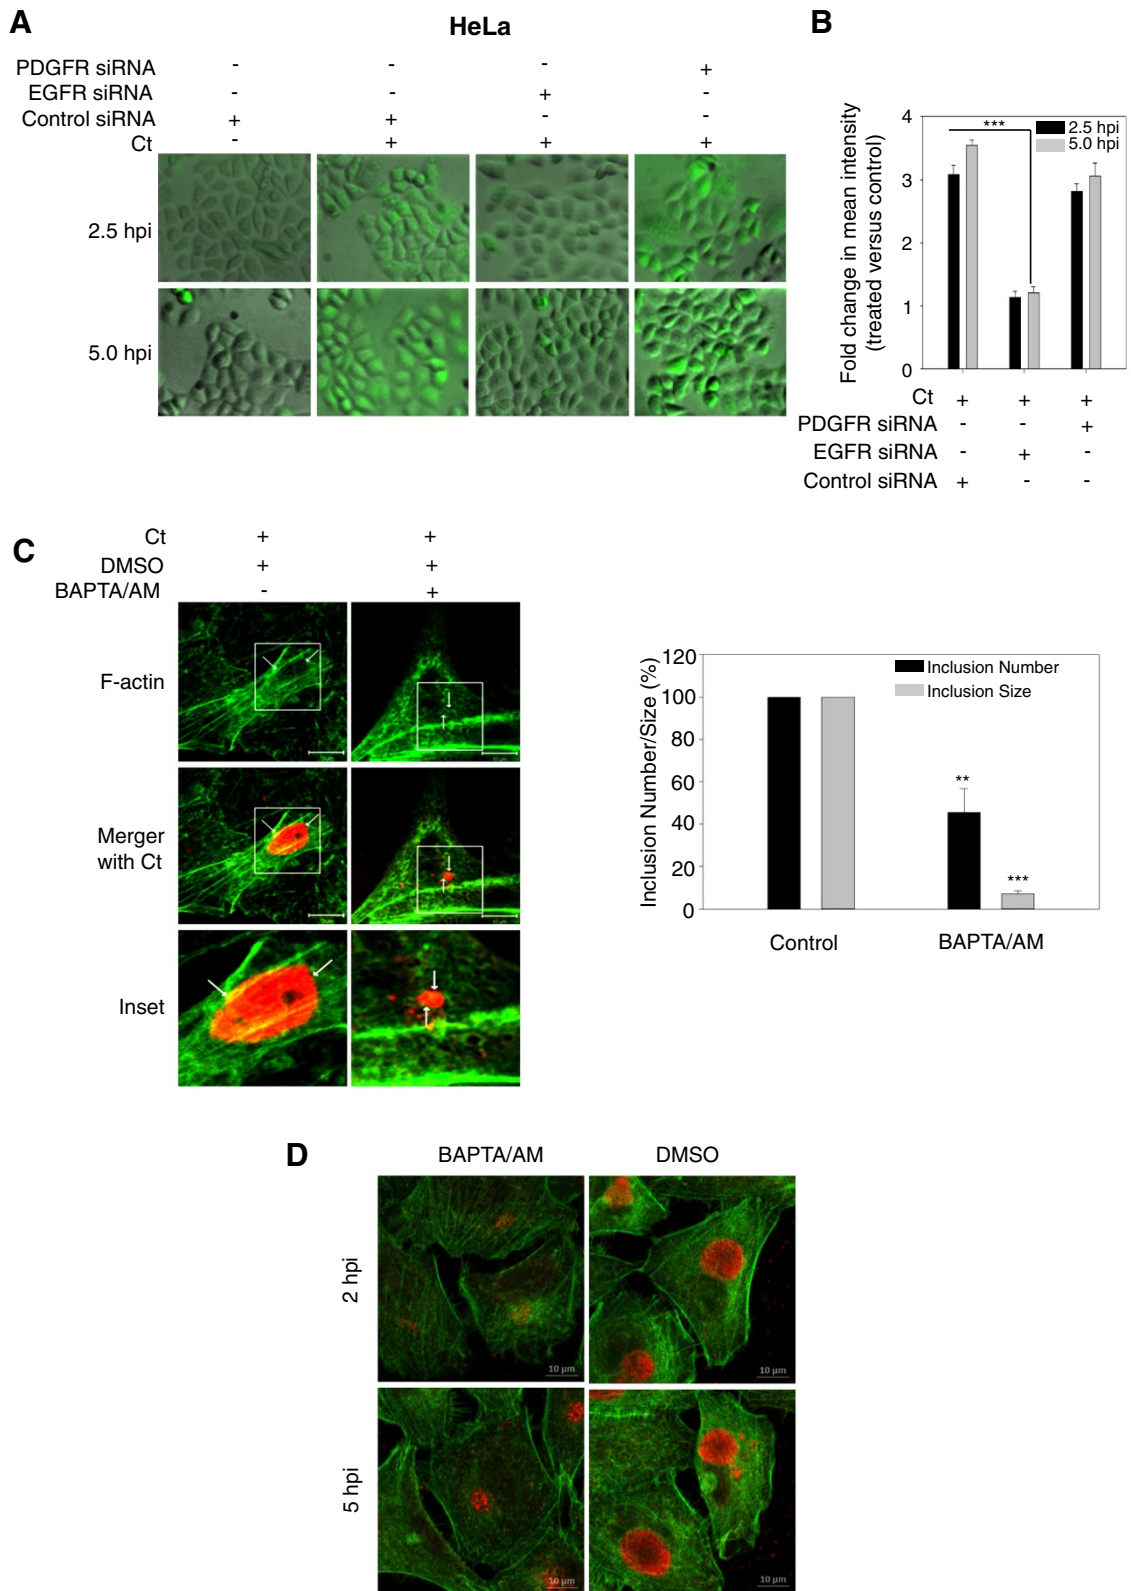 A
HeLa
PDGFR siRNA - - - +
EGFR siRNA - - + -
Control siRNA + + - -
Ct - + + +
2.5 hpi
5.0 hpi
B
Fold change in mean intensity
(treated versus control)
4
3
2
1
0
***
2.5 hpi
5.0 hpi
Ct + + +
PDGFR siRNA - - +
EGFR siRNA - + -
Control siRNA + - -
C
Ct + +
DMSO + +
BAPTA/AM - +
F-actin
Merger
with Ct
Inset
Inclusion Number/Size (%)
120
100
80
60
40
20
0
Inclusion Number
Inclusion Size
**
***
Control
BAPTA/AM
D
BAPTA/AM DMSO
2 hpi
10 µm
10 µm
5 hpi
10 µm
10 µm